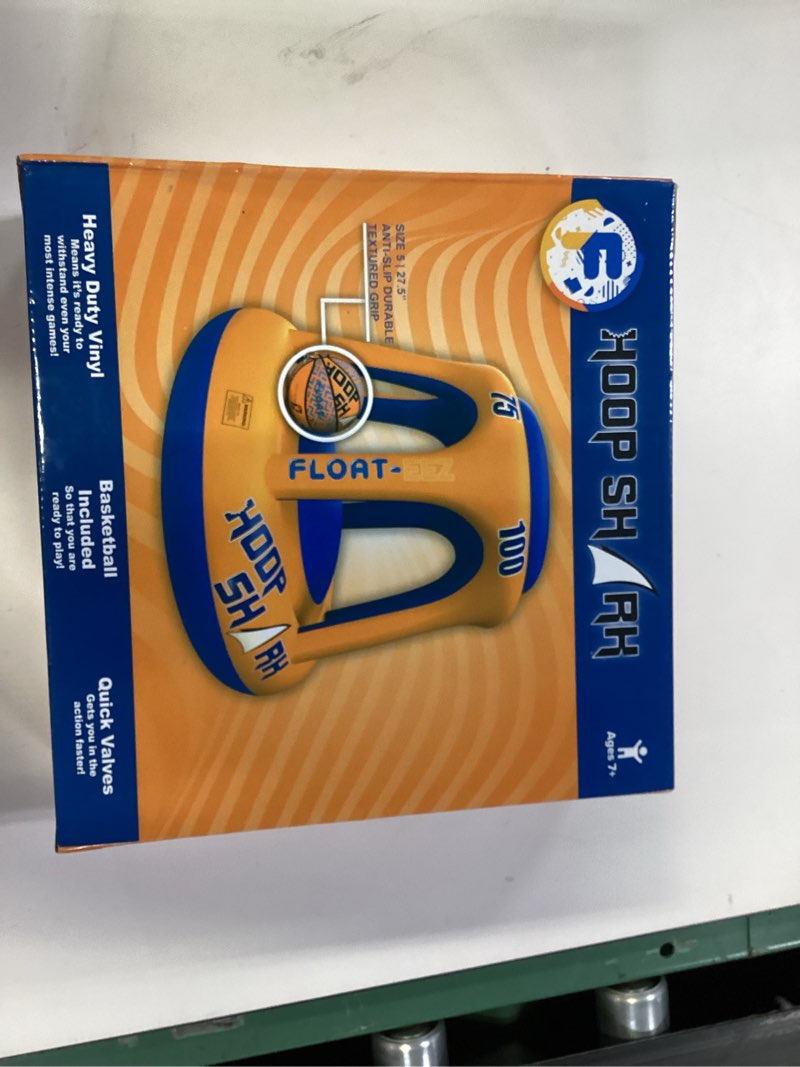 HOOP SHARK
Ages 7+
SIZE 5 | 27.5"
ANTI-SLIP DURABLE
TEXTURED GRIP
75
100
HOOP
SH
FLOAT-EEZ
HOOP
SHARK
Heavy Duty Vinyl
Means it's ready to
withstand even your
most intense games!
Basketball
Included
So that you are
ready to play!
Quick Valves
Gets you in the
action faster!